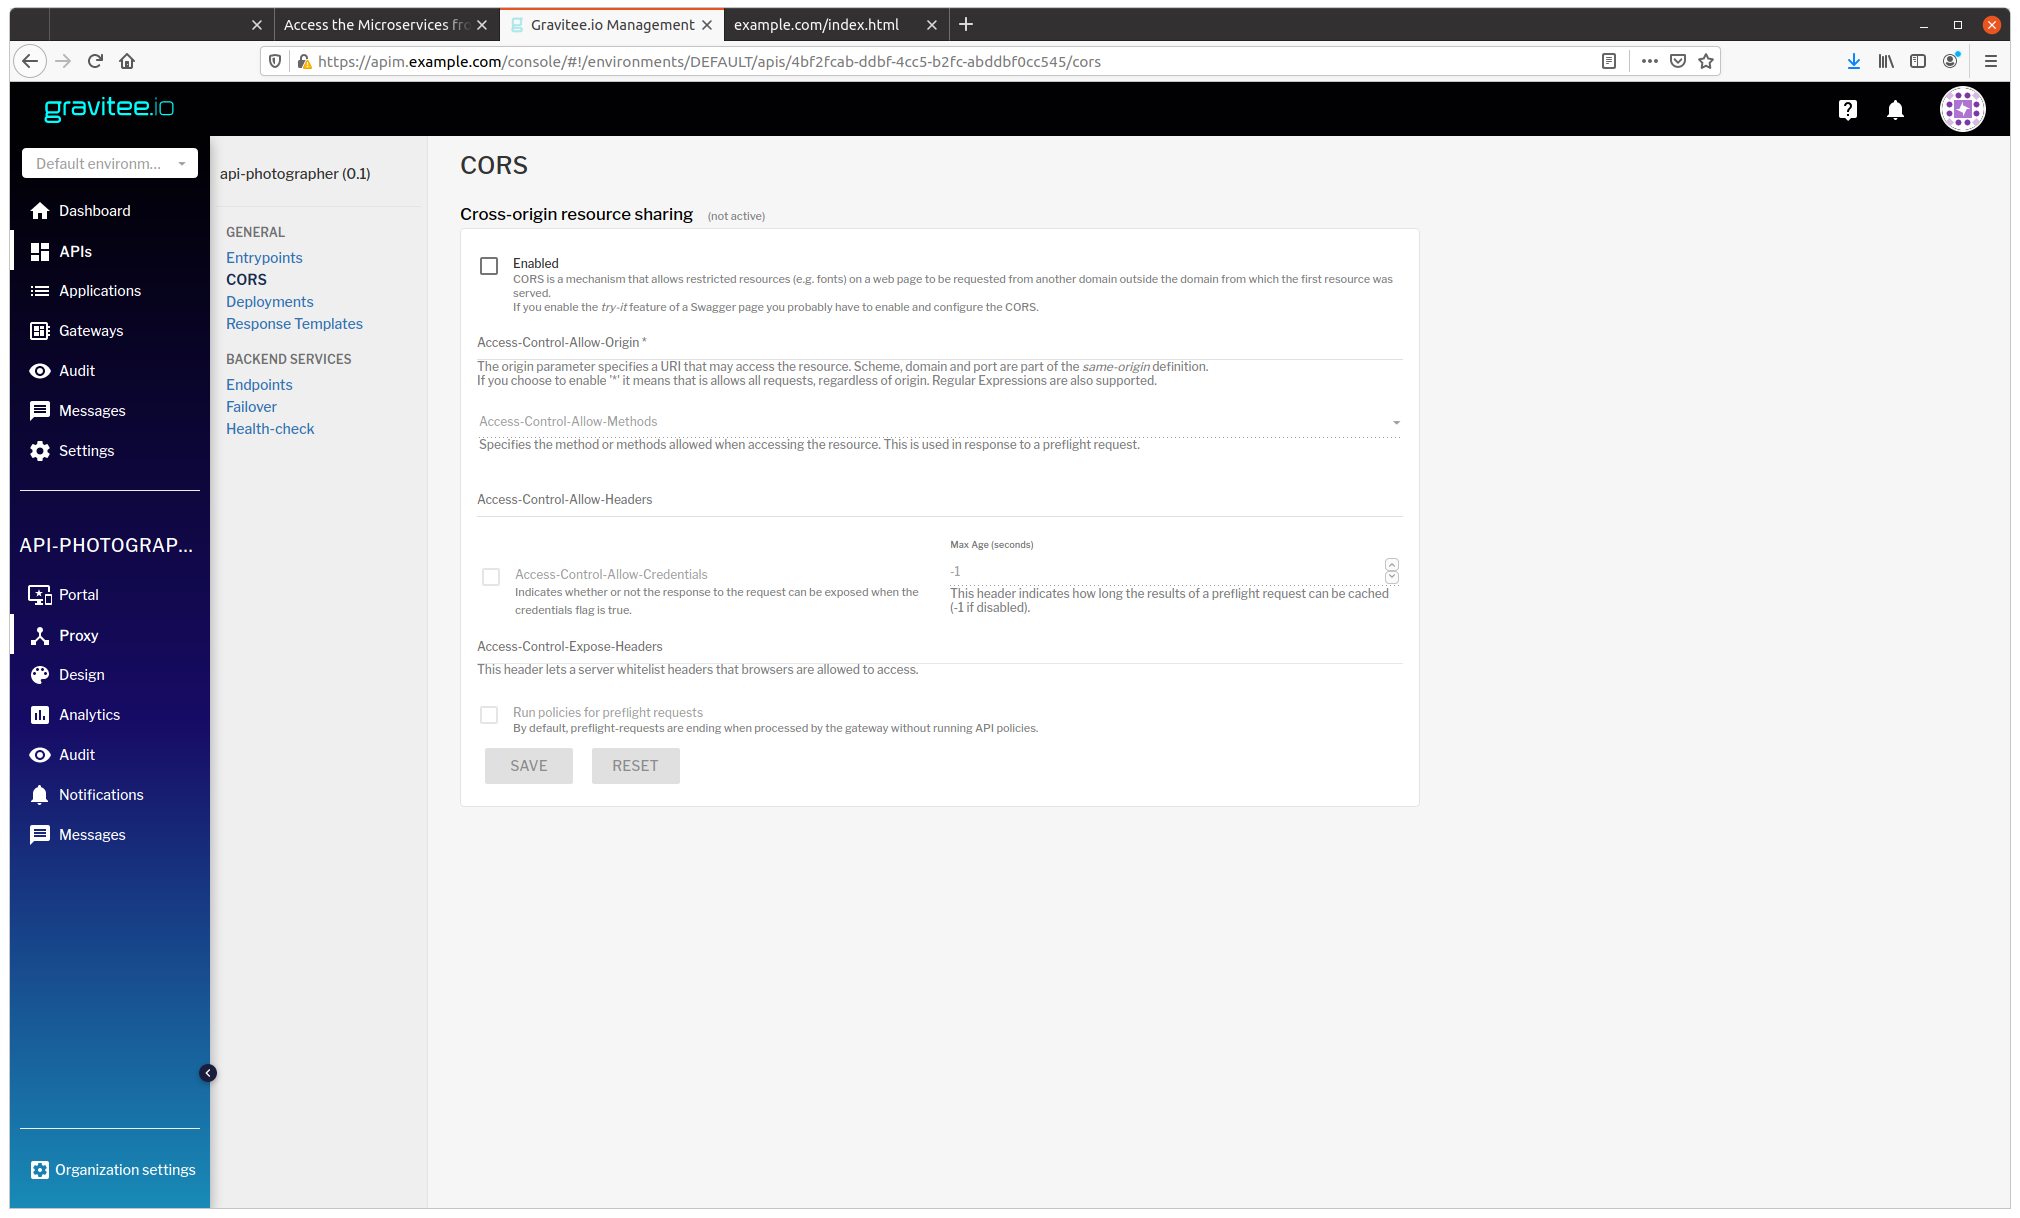 Access the Microservices fro
Gravitee.io Management
example.com/index.html
https://apim.example.com/console/#!/environments/DEFAULT/apis/4bf2fcab-ddbf-4cc5-b2fc-abddbf0cc545/cors
gravitee.io
Default environm...
Dashboard
APIs
Applications
Gateways
Audit
Messages
Settings
API-PHOTOGRAP...
Portal
Proxy
Design
Analytics
Audit
Notifications
Messages
Organization settings
api-photographer (0.1)
GENERAL
Entrypoints
CORS
Deployments
Response Templates
BACKEND SERVICES
Endpoints
Failover
Health-check
CORS
Cross-origin resource sharing (not active)
Enabled
CORS is a mechanism that allows restricted resources (e.g. fonts) on a web page to be requested from another domain outside the domain from which the first resource was
served.
If you enable the try-it feature of a Swagger page you probably have to enable and configure the CORS.
Access-Control-Allow-Origin *
The origin parameter specifies a URI that may access the resource. Scheme, domain and port are part of the same-origin definition.
If you choose to enable '*' it means that is allows all requests, regardless of origin. Regular Expressions are also supported.
Access-Control-Allow-Methods
Specifies the method or methods allowed when accessing the resource. This is used in response to a preflight request.
Access-Control-Allow-Headers
Access-Control-Allow-Credentials
Indicates whether or not the response to the request can be exposed when the
credentials flag is true.
Max Age (seconds)
-1
This header indicates how long the results of a preflight request can be cached
(-1 if disabled).
Access-Control-Expose-Headers
This header lets a server whitelist headers that browsers are allowed to access.
Run policies for preflight requests
By default, preflight-requests are ending when processed by the gateway without running API policies.
SAVE
RESET